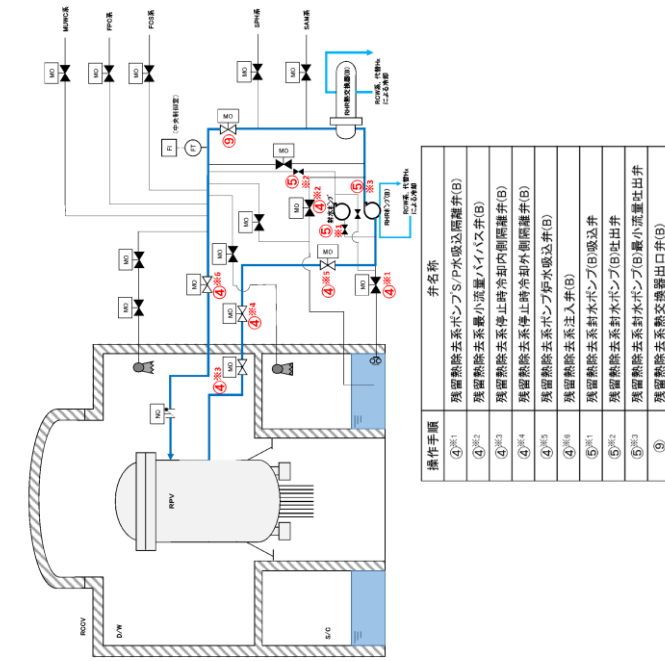 MUWC系
FPC系
FCS系
SPH系
SAM系
MO
MO
MO
MO
MO
(中央制御室)
FI
FT
MO
⑨
RHR熱交換器(B)
RCW系, 代替Hx
による冷却
MO
⑤※2
⑤※3
MO
④※2
封水ポンプ
⑤※1
RHRポンプ(B)
RCW系, 代替Hx
による冷却
MO
MO
MO
MO
MO
④※6
MO
④※4
MO
④※5
MO
④※1
MO
④※3
NO
RPV
RCCV
D/W
S/C
操作手順
弁名称
④※1
残留熱除去系ポンプS/P水吸込隔離弁(B)
④※2
残留熱除去系最小流量バイパス弁(B)
④※3
残留熱除去系停止時冷却内側隔離弁(B)
④※4
残留熱除去系停止時冷却外側隔離弁(B)
④※5
残留熱除去系ポンプ炉水吸込弁(B)
④※6
残留熱除去系注入弁(B)
⑤※1
残留熱除去系封水ポンプ(B)吸込弁
⑤※2
残留熱除去系封水ポンプ(B)吐出弁
⑤※3
残留熱除去系封水ポンプ(B)最小流量吐出弁
⑨
残留熱除去系熱交換器出口弁(B)